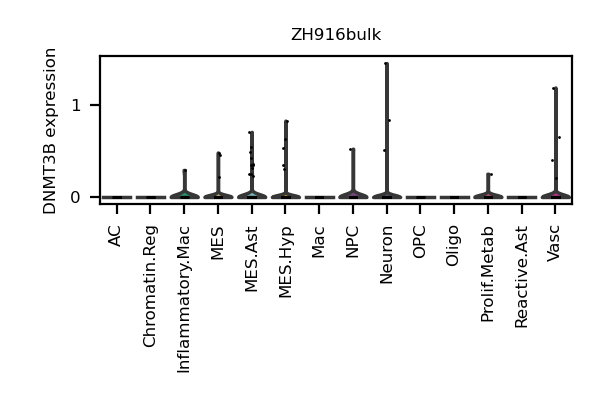 ZH916bulk
DNMT3B expression
1
0
AC
Chromatin.Reg
Inflammatory.Mac
MES
MES.Ast
MES.Hyp
Mac
NPC
Neuron
OPC
Oligo
Prolif.Metab
Reactive.Ast
Vasc